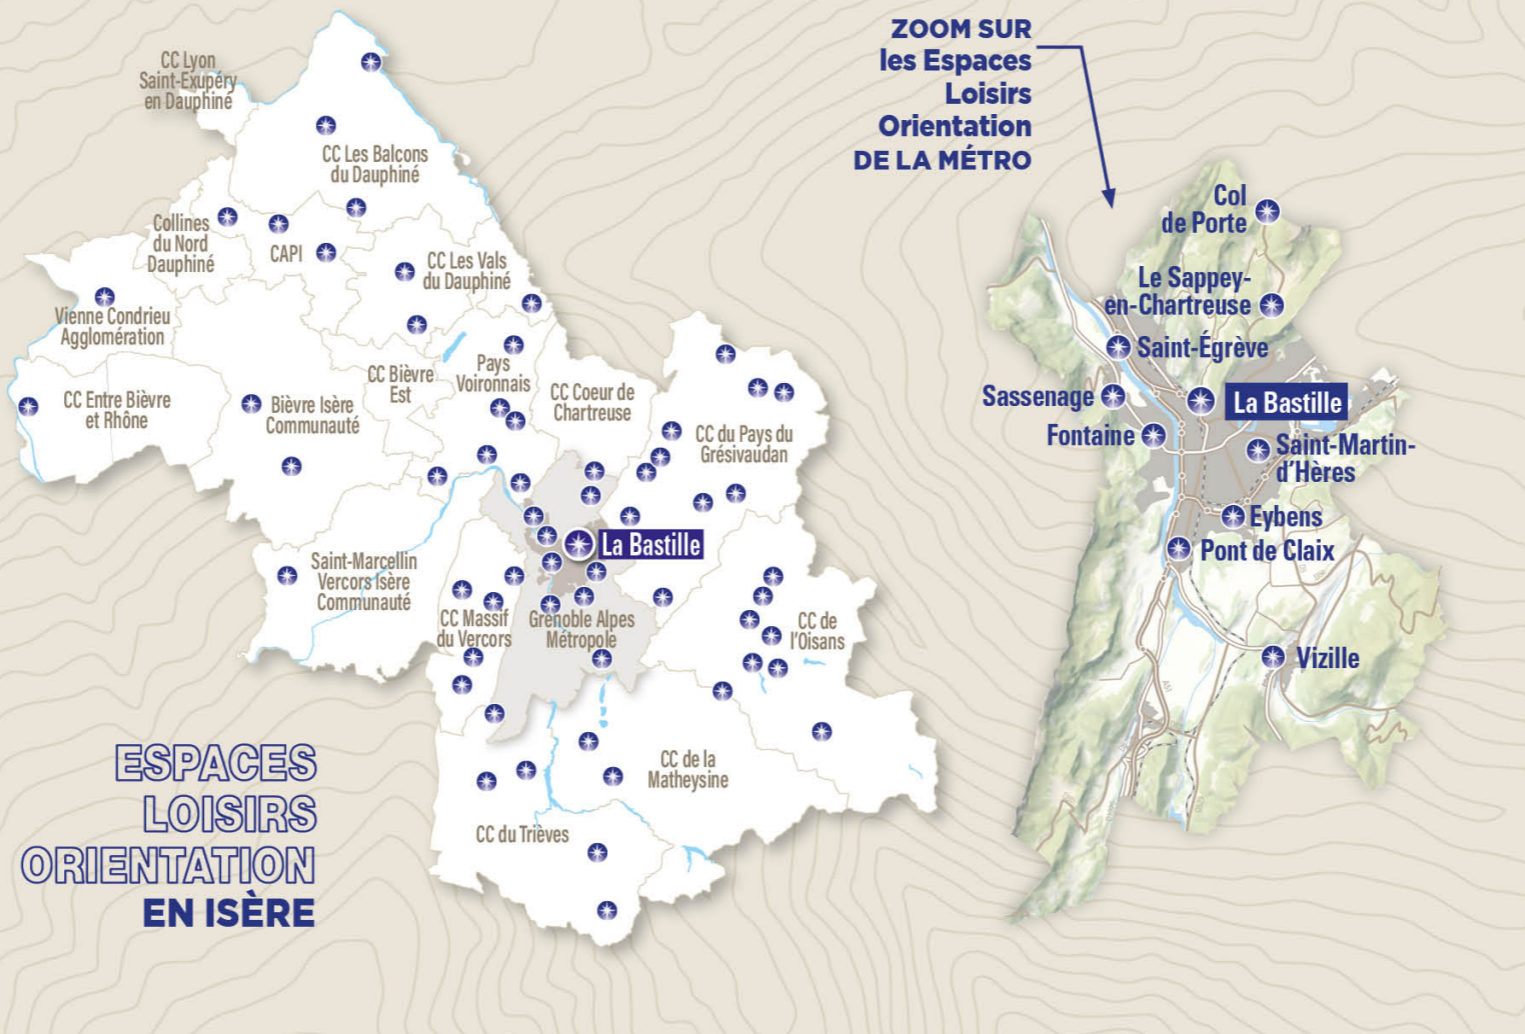 CC Lyon
Saint-Exupéry
en Dauphiné
CC Les Balcons
du Dauphiné
Collines
du Nord
Dauphiné
CAPI
CC Les Vals
du Dauphiné
Vienne Condrieu
Agglomération
CC Entre Bièvre
et Rhône
Bièvre Isère
Communauté
CC Bièvre
Est
Pays
Voironnais
CC Coeur de
Chartreuse
CC du Pays du
Grésivaudan
La Bastille
Saint-Marcellin
Vercors Isère
Communauté
CC Massif
du Vercors
Grenoble Alpes
Métropole
CC de
l'Oisans
CC de la
Matheysine
CC du Trièves
ESPACES
LOISIRS
ORIENTATION
EN ISÈRE
ZOOM SUR
les Espaces
Loisirs
Orientation
DE LA MÉTRO
Col
de Porte
Le Sappey-
en-Chartreuse
Saint-Égrève
Sassenage
La Bastille
Fontaine
Saint-Martin-
d'Hères
Eybens
Pont de Claix
Vizille
A51